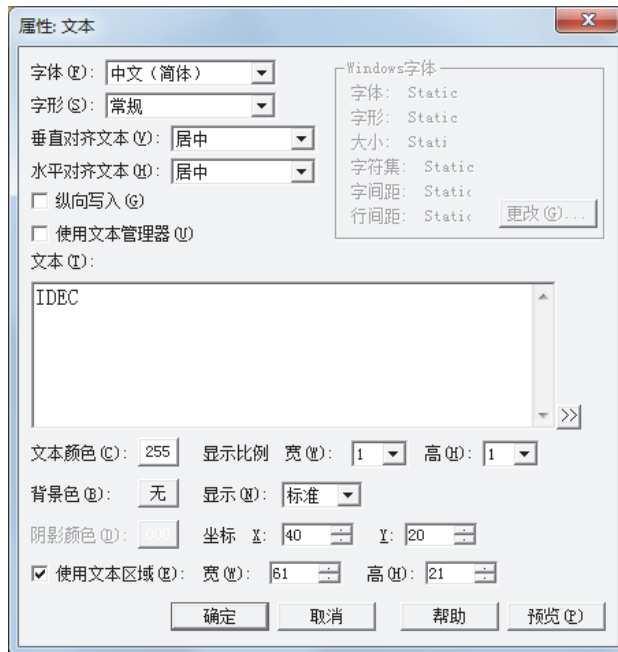 属性: 文本
字体(F): 中文（简体）
字形(S): 常规
垂直对齐文本(V): 居中
水平对齐文本(H): 居中
纵向写入(G)
使用文本管理器(U)
Windows字体
字体: Static
字形: Static
大小: Stati
字符集: Static
字间距: Static
行间距: Static
更改(G)...
文本(T):
IDEC
>>
文本颜色(C): 255 显示比例 宽(W): 1 高(H): 1
背景色(B): 无 显示(N): 标准
阴影颜色(D): 000 坐标 X: 40 Y: 20
使用文本区域(E): 宽(W): 61 高(H): 21
确定 取消 帮助 预览(P)